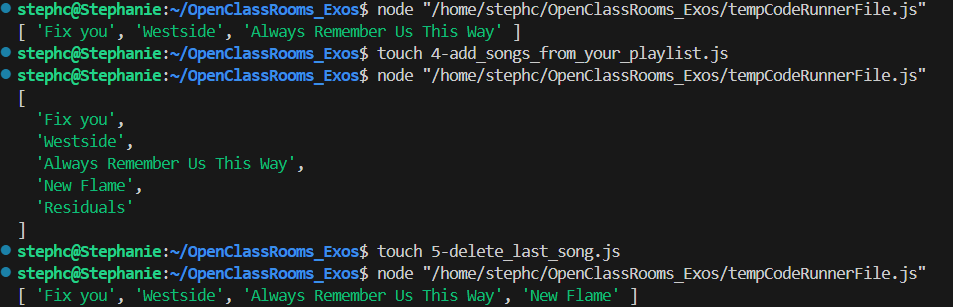 stephc@Stephanie:~/OpenClassRooms_Exos$ node "/home/stephc/OpenClassRooms_Exos/tempCodeRunnerFile.js"
[ 'Fix you', 'Westside', 'Always Remember Us This Way' ]
stephc@Stephanie:~/OpenClassRooms_Exos$ touch 4-add_songs_from_your_playlist.js
stephc@Stephanie:~/OpenClassRooms_Exos$ node "/home/stephc/OpenClassRooms_Exos/tempCodeRunnerFile.js"
[
  'Fix you',
  'Westside',
  'Always Remember Us This Way',
  'New Flame',
  'Residuals'
]
stephc@Stephanie:~/OpenClassRooms_Exos$ touch 5-delete_last_song.js
stephc@Stephanie:~/OpenClassRooms_Exos$ node "/home/stephc/OpenClassRooms_Exos/tempCodeRunnerFile.js"
[ 'Fix you', 'Westside', 'Always Remember Us This Way', 'New Flame' ]